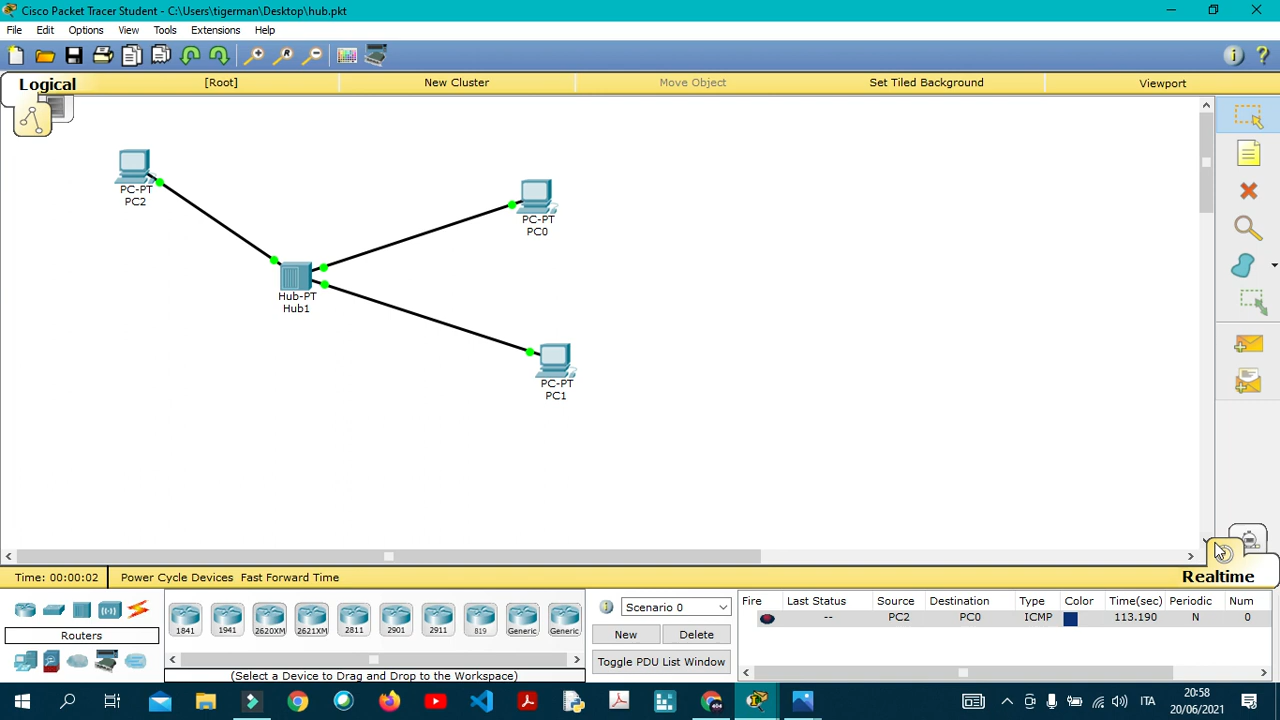 Cisco Packet Tracer Student - C:\Users\tigerman\Desktop\hub.pkt
File Edit Options View Tools Extensions Help
Logical [Root] New Cluster Move Object Set Tiled Background Viewport
PC-PT
PC2
PC-PT
PC0
Hub-PT
Hub1
PC-PT
PC1
Time: 00:00:02 Power Cycle Devices Fast Forward Time Realtime
Routers
1841 1941 2620XM 2621XM 2811 2901 2911 819 Generic Generic
(Select a Device to Drag and Drop to the Workspace)
Scenario 0
New Delete
Toggle PDU List Window
Fire Last Status Source Destination Type Color Time(sec) Periodic Num
-- PC2 PC0 ICMP 113.190 N 0
ITA
20:58
20/06/2021